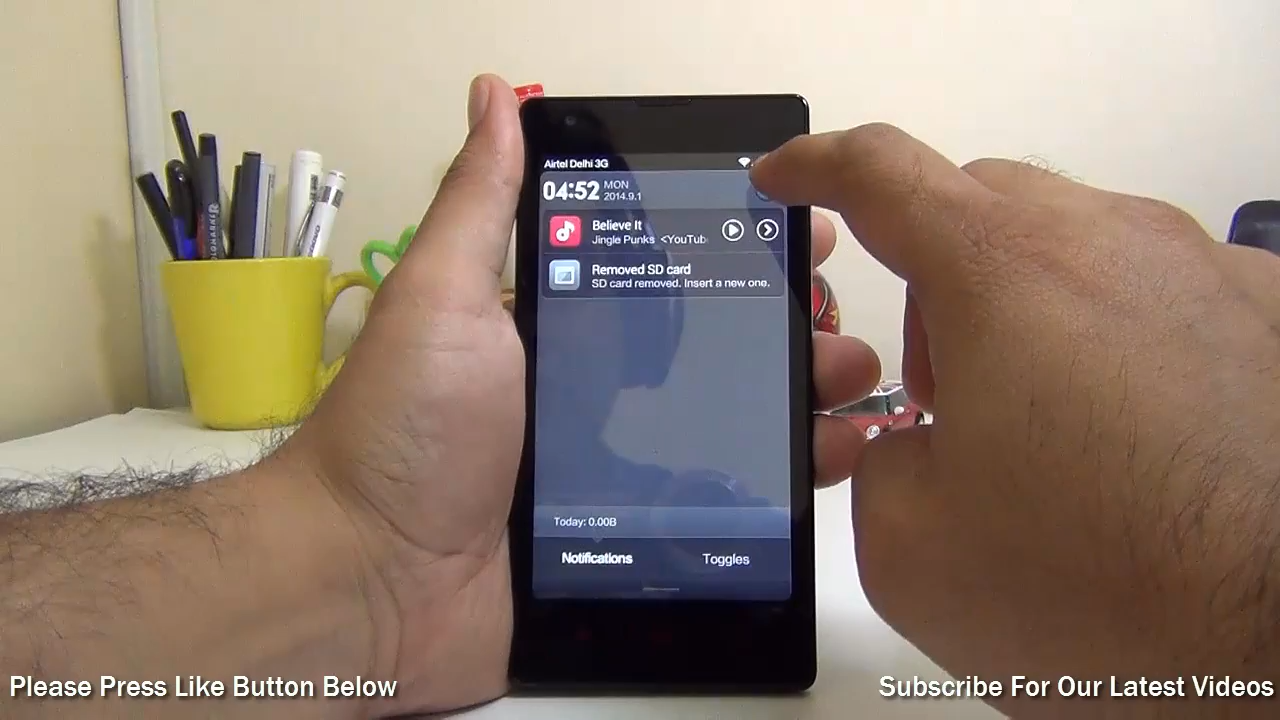 Airtel Delhi 3G
04:52 MON
2014.9.1
Believe It
Jingle Punks <YouTub
Removed SD card
SD card removed. Insert a new one.
Today: 0.00B
Notifications Toggles
Please Press Like Button Below
Subscribe For Our Latest Videos